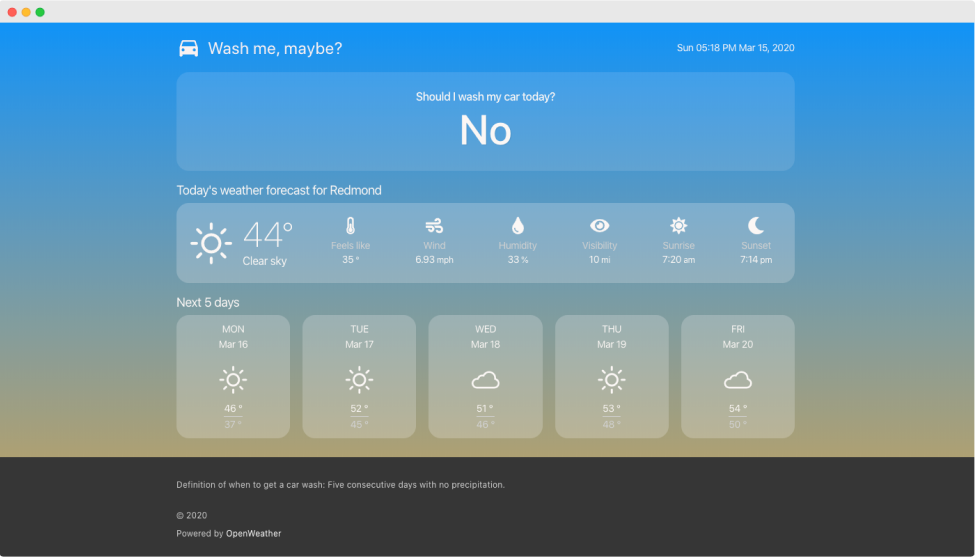 Wash me, maybe?
Sun 05:18 PM Mar 15, 2020
Should I wash my car today?
No
Today's weather forecast for Redmond
44°
Clear sky
Feels like
35 °
Wind
6.93 mph
Humidity
33 %
Visibility
10 mi
Sunrise
7:20 am
Sunset
7:14 pm
Next 5 days
MON
Mar 16
46 °
37 °
TUE
Mar 17
52 °
45 °
WED
Mar 18
51 °
46 °
THU
Mar 19
53 °
48 °
FRI
Mar 20
54 °
50 °
Definition of when to get a car wash: Five consecutive days with no precipitation.
© 2020
Powered by OpenWeather